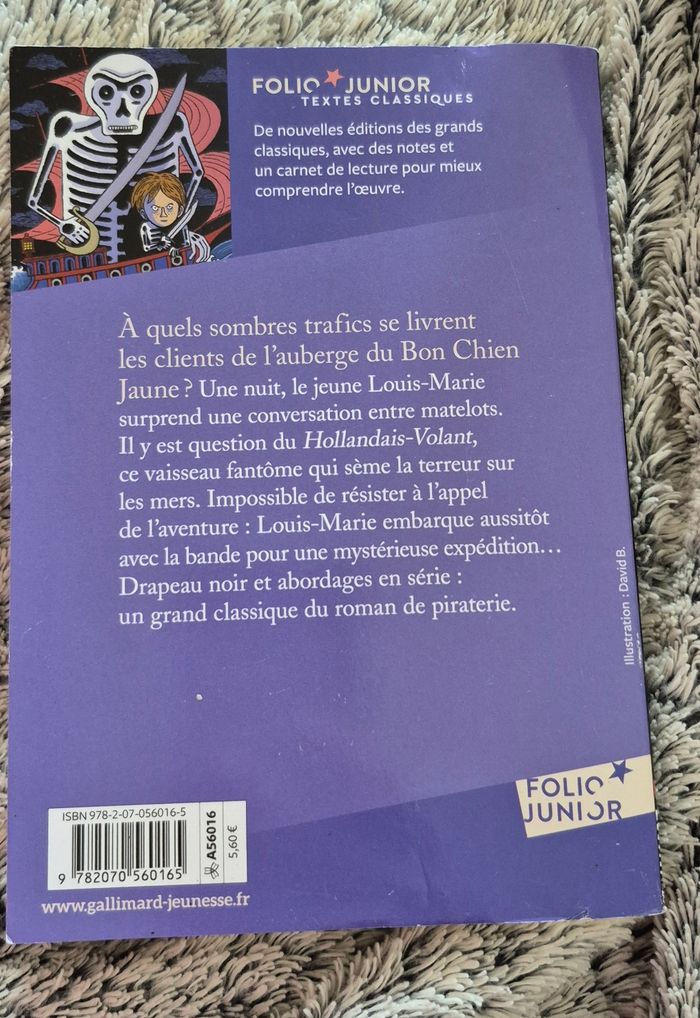 FOLIO JUNIOR
TEXTES CLASSIQUES
De nouvelles éditions des grands
classiques, avec des notes et
un carnet de lecture pour mieux
comprendre l'œuvre.
À quels sombres trafics se livrent
les clients de l'auberge du Bon Chien
Jaune ? Une nuit, le jeune Louis-Marie
surprend une conversation entre matelots.
Il y est question du Hollandais-Volant,
ce vaisseau fantôme qui sème la terreur sur
les mers. Impossible de résister à l'appel
de l'aventure : Louis-Marie embarque aussitôt
avec la bande pour une mystérieuse expédition…
Drapeau noir et abordages en série :
un grand classique du roman de piraterie.
Illustration : David B.
FOLIO
JUNIOR
ISBN 978-2-07-056016-5
9 782070 560165
A56016
5,60 €
www.gallimard-jeunesse.fr